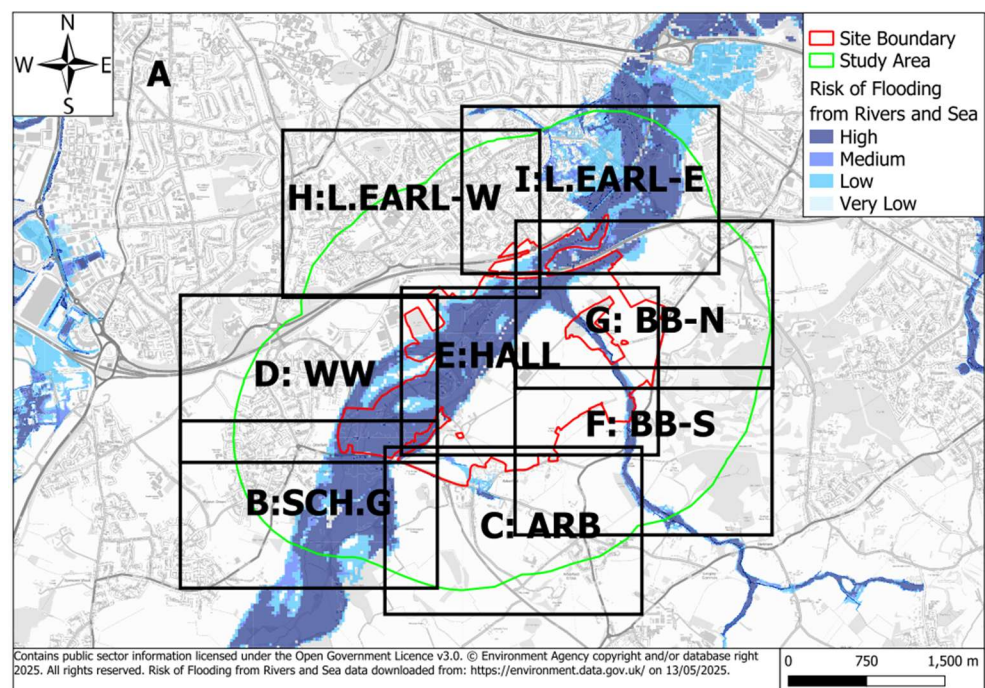 N
W
E
S
A
Site Boundary
Study Area
Risk of Flooding
from Rivers and Sea
High
Medium
Low
Very Low
H:L.EARL-W
I:L.EARL-E
D: WW
E:HALL
G: BB-N
F: BB-S
B:SCH.G
C: ARB
Contains public sector information licensed under the Open Government Licence v3.0. © Environment Agency copyright and/or database right
2025. All rights reserved. Risk of Flooding from Rivers and Sea data downloaded from: https://environment.data.gov.uk/ on 13/05/2025.
0 750 1,500 m